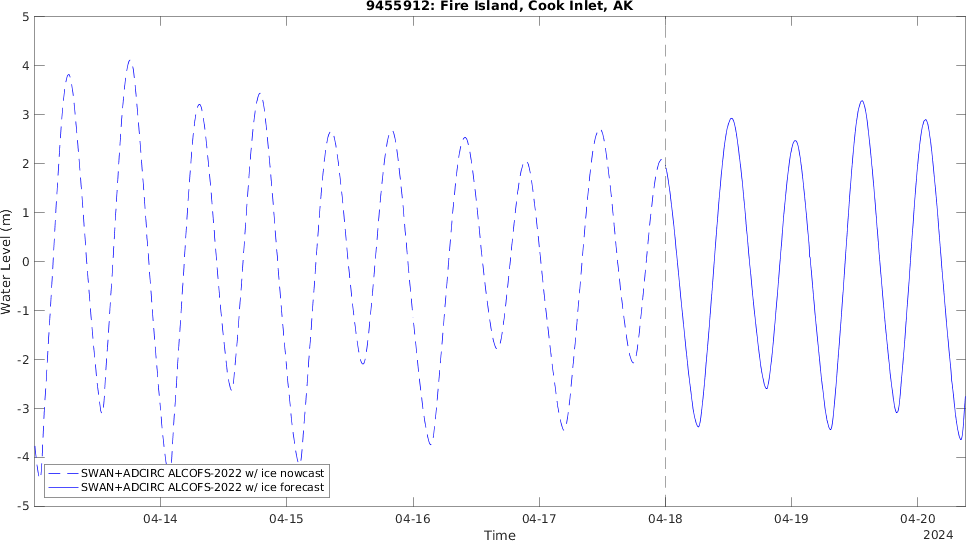 9455912: Fire Island, Cook Inlet, AK
5
4
3
2
1
0
-1
-2
-3
-4
-5
Water Level (m)
SWAN+ADCIRC ALCOFS-2022 w/ ice nowcast
SWAN+ADCIRC ALCOFS-2022 w/ ice forecast
04-14 04-15 04-16 04-17 04-18 04-19 04-20
Time
2024